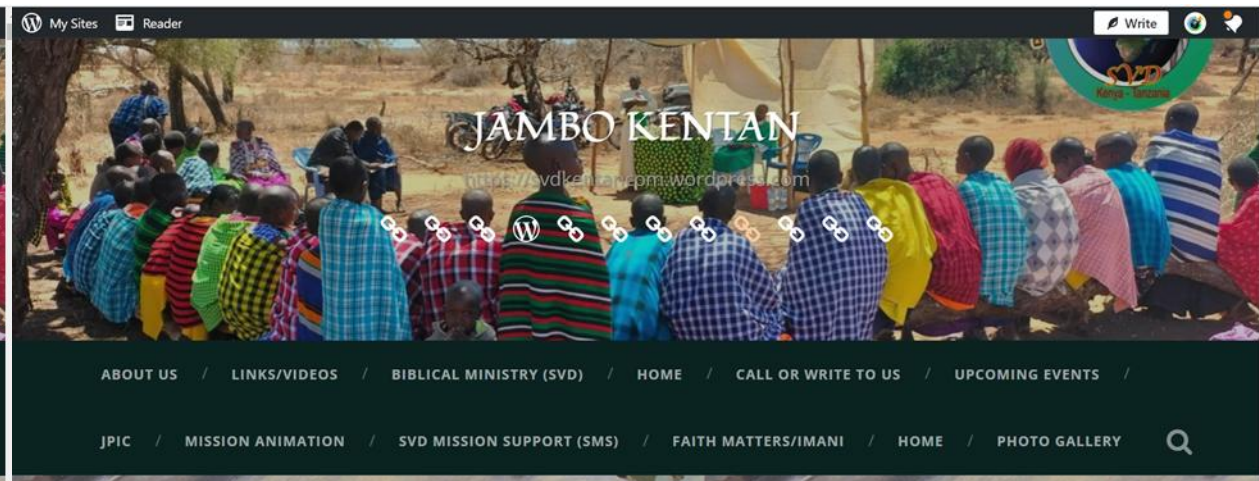 My Sites Reader Write
SVD
Kenya - Tanzania
JAMBO KENTAN
https://svdkentanrpm.wordpress.com
ABOUT US / LINKS/VIDEOS / BIBLICAL MINISTRY (SVD) / HOME / CALL OR WRITE TO US / UPCOMING EVENTS /
JPIC / MISSION ANIMATION / SVD MISSION SUPPORT (SMS) / FAITH MATTERS/IMANI / HOME / PHOTO GALLERY